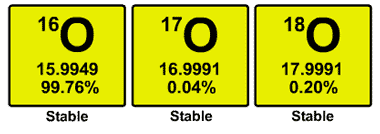 16O 17O 18O
15.9949 16.9991 17.9991
99.76% 0.04% 0.20%
Stable Stable Stable